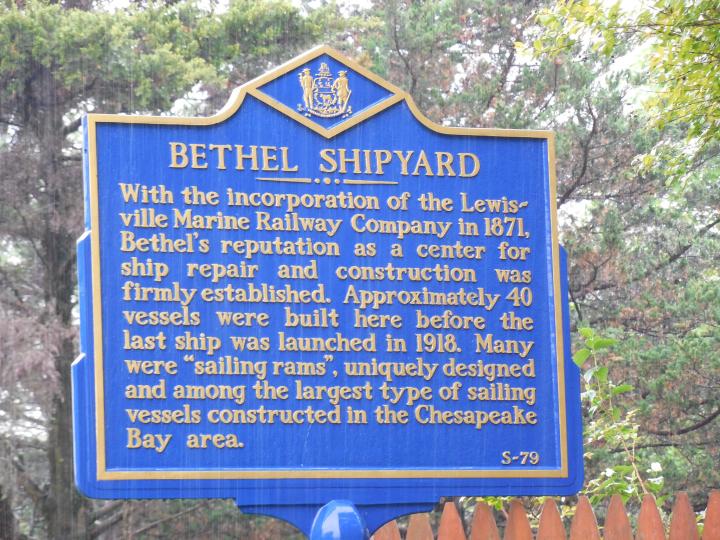 BETHEL SHIPYARD
With the incorporation of the Lewis-
ville Marine Railway Company in 1871,
Bethel's reputation as a center for
ship repair and construction was
firmly established. Approximately 40
vessels were built here before the
last ship was launched in 1918. Many
were "sailing rams", uniquely designed
and among the largest type of sailing
vessels constructed in the Chesapeake
Bay area.
S-79